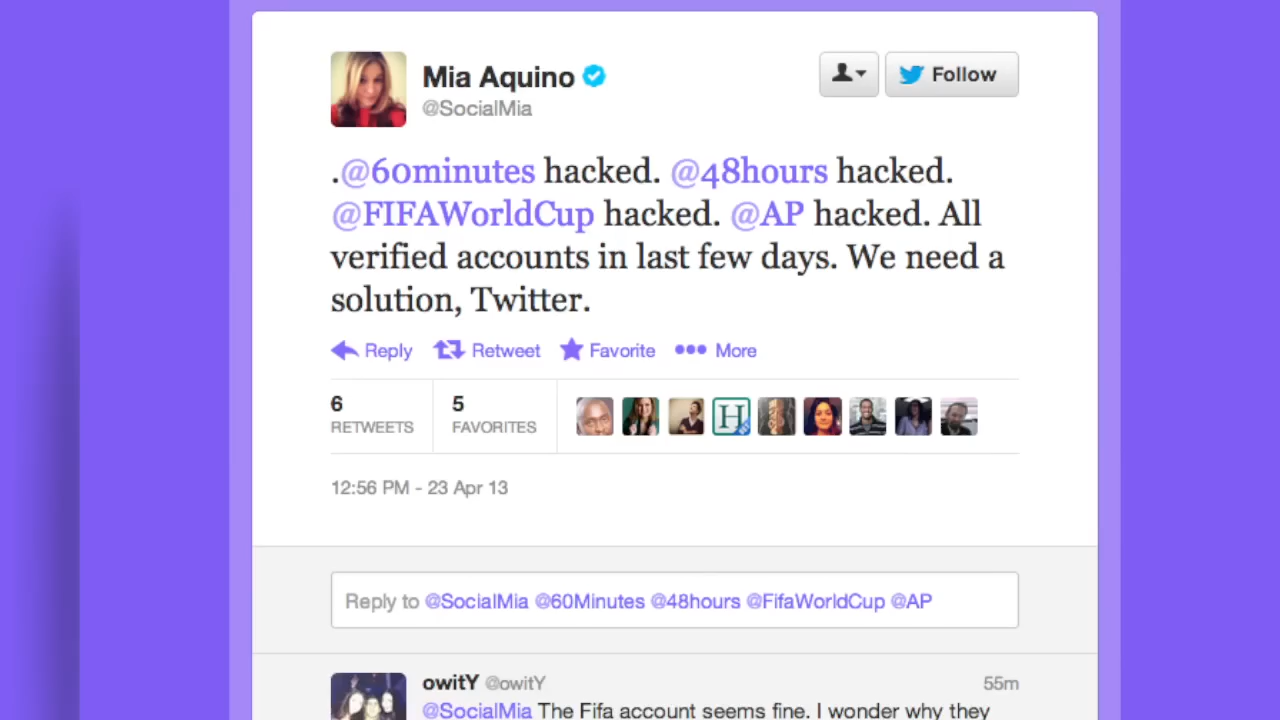 Mia Aquino
Follow
@SocialMia
.@60minutes hacked. @48hours hacked.
@FIFAWorldCup hacked. @AP hacked. All
verified accounts in last few days. We need a
solution, Twitter.
Reply Retweet Favorite More
6 5
RETWEETS FAVORITES
H
12:56 PM - 23 Apr 13
Reply to @SocialMia @60Minutes @48hours @FifaWorldCup @AP
owitY @owitY 55m
@SocialMia The Fifa account seems fine. I wonder why they